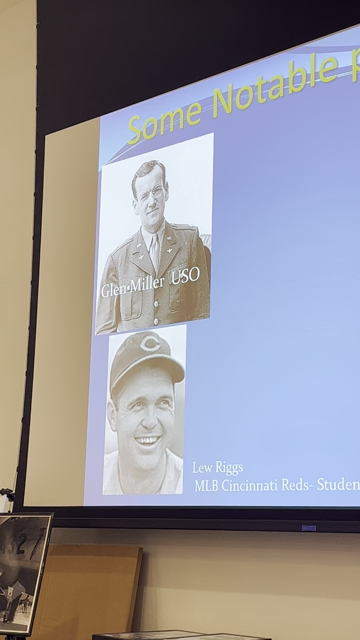 Some Notable
Glen Miller USO
C
Lew Riggs
MLB Cincinnati Reds- Studen